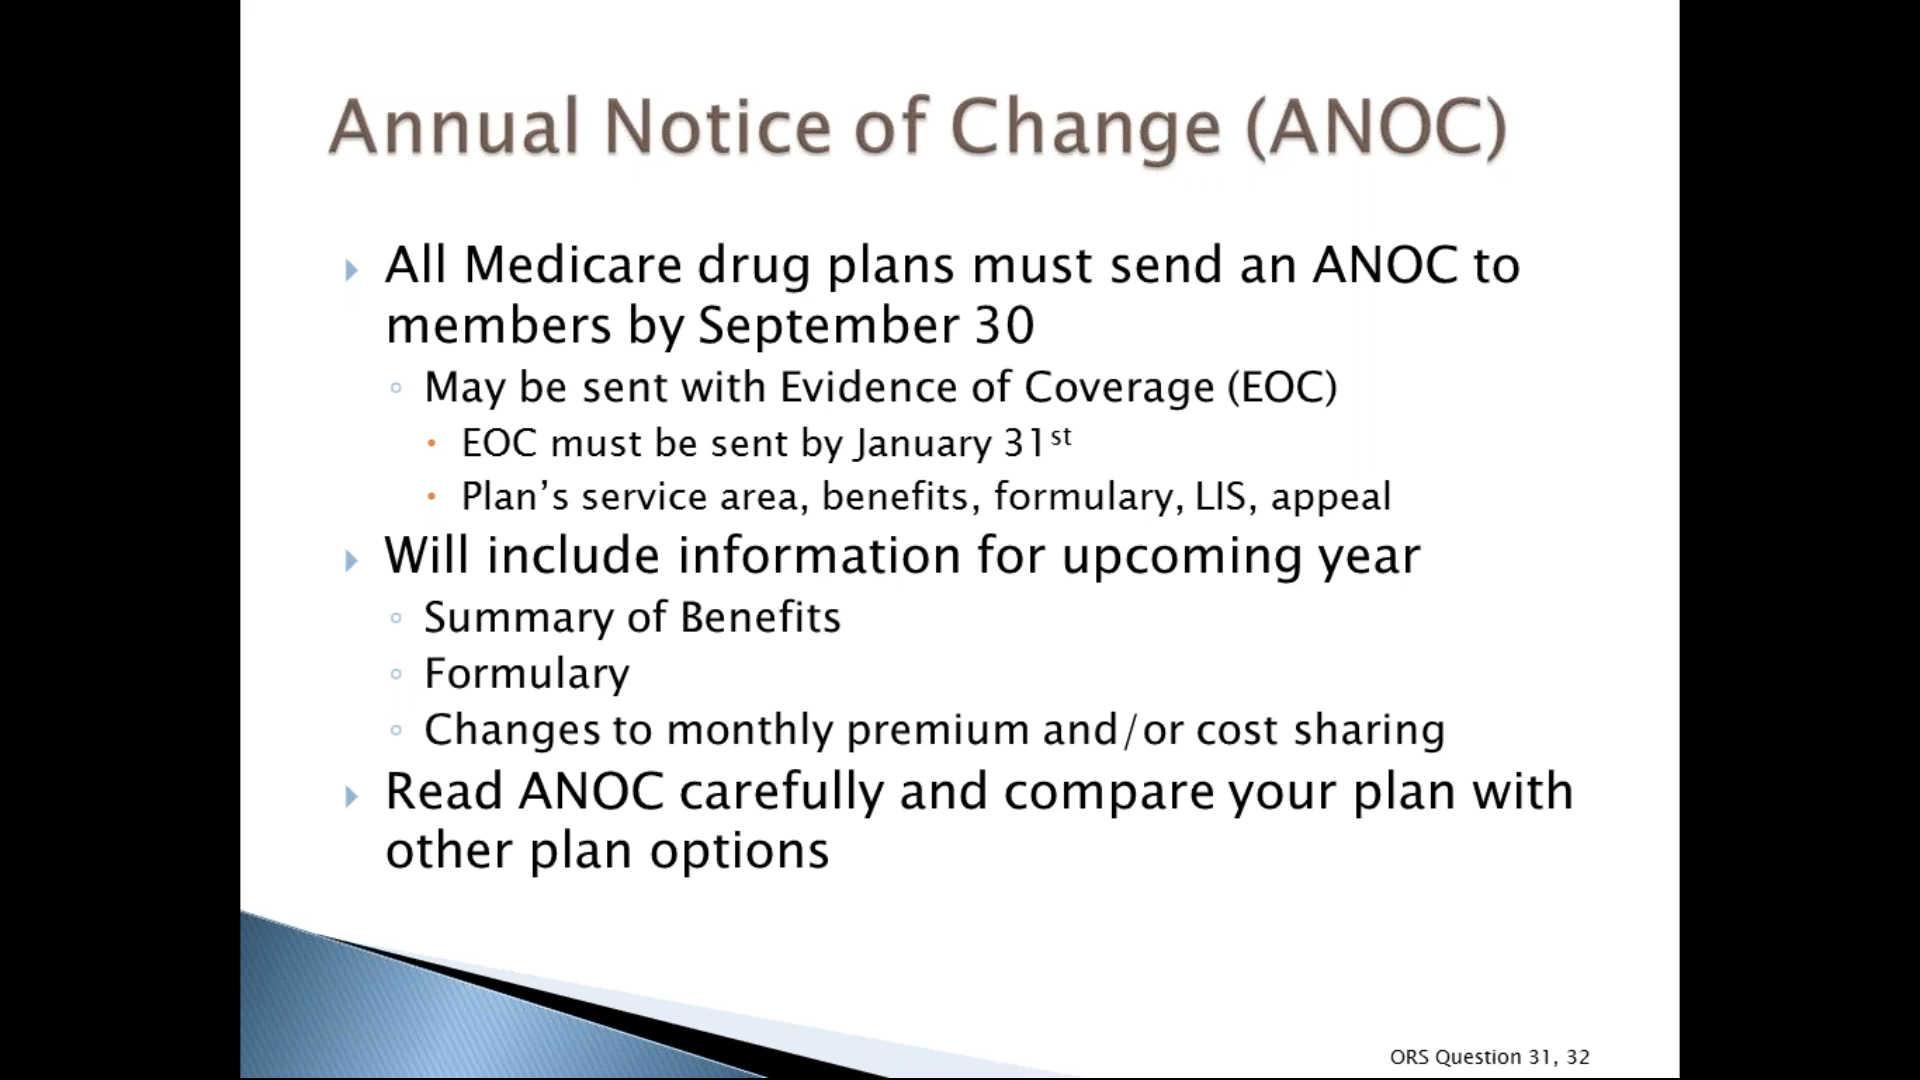 Annual Notice of Change (ANOC)
All Medicare drug plans must send an ANOC to
members by September 30
May be sent with Evidence of Coverage (EOC)
EOC must be sent by January 31st
Plan’s service area, benefits, formulary, LIS, appeal
Will include information for upcoming year
Summary of Benefits
Formulary
Changes to monthly premium and/or cost sharing
Read ANOC carefully and compare your plan with
other plan options
ORS Question 31, 32